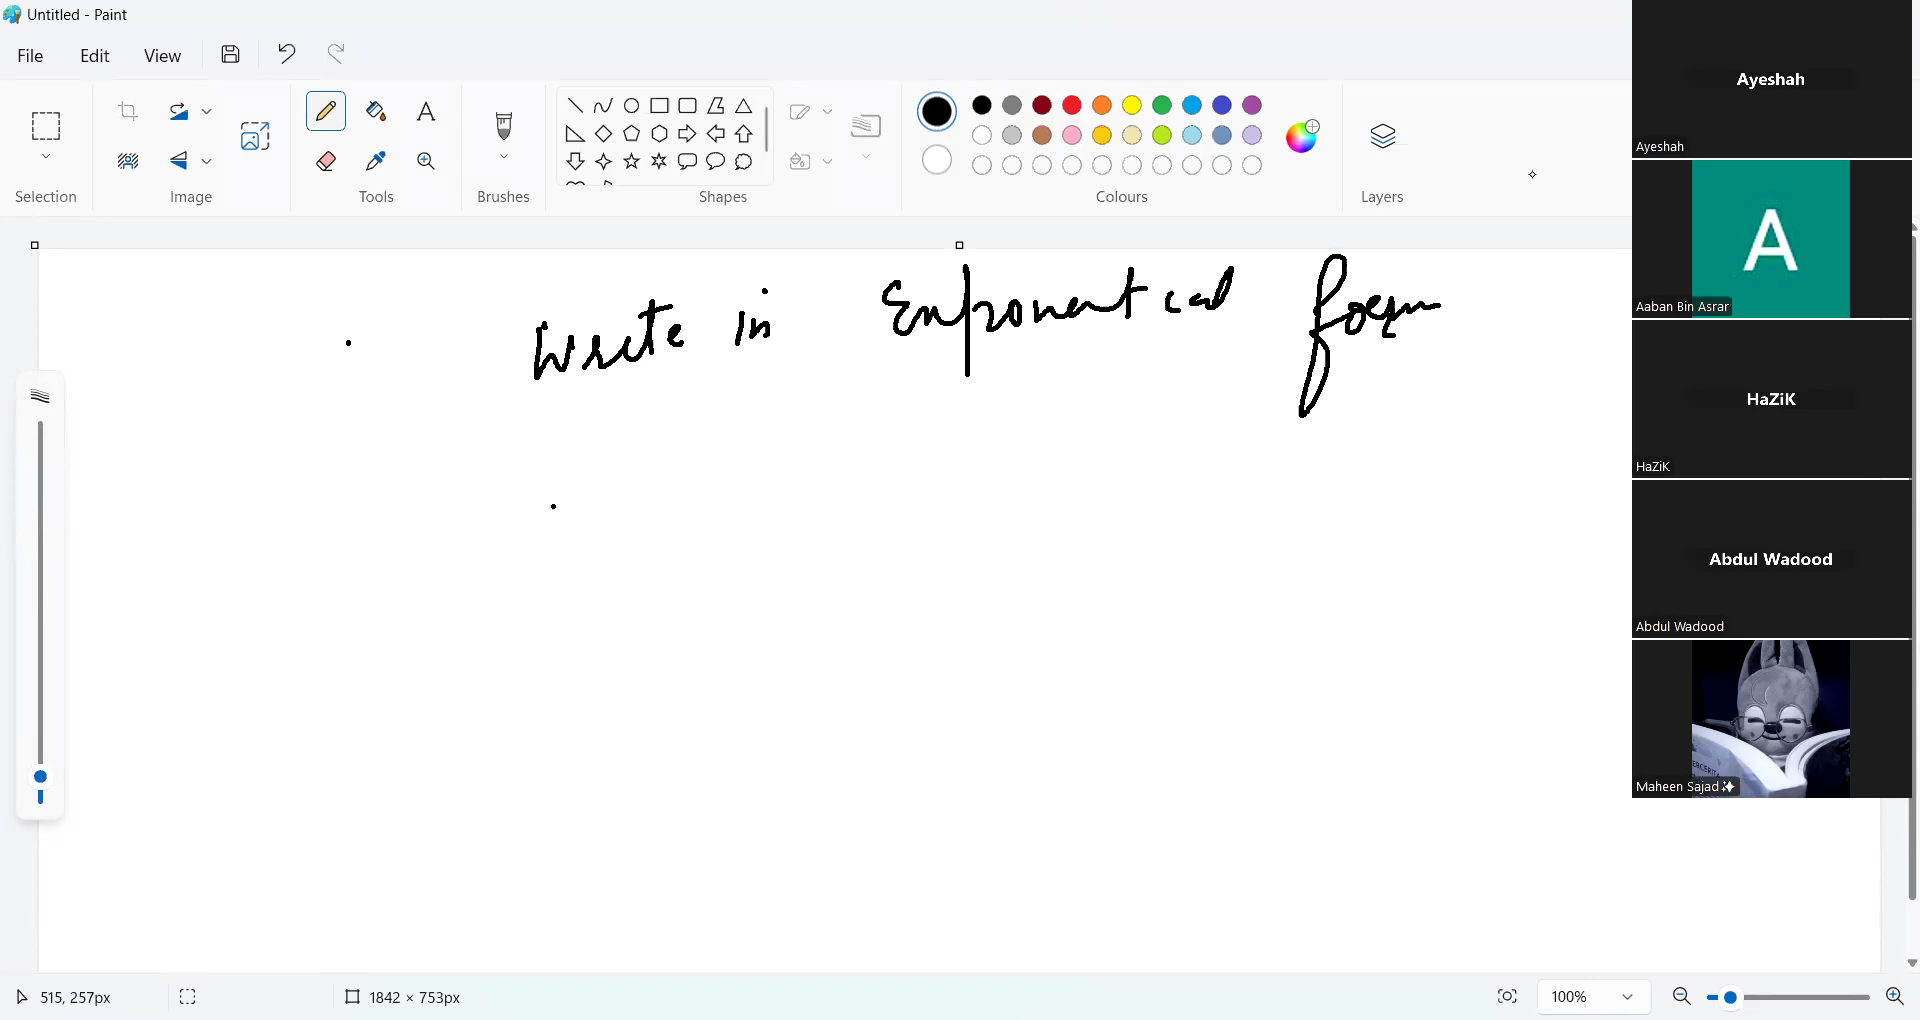 Untitled - Paint
File Edit View
Selection Image Tools Brushes Shapes Colours Layers
Write in Exponential form
Ayeshah
Ayeshah
A
Aaban Bin Asrar
HaZiK
HaZiK
Abdul Wadood
Abdul Wadood
Maheen Sajad✨
515, 257px 1842 × 753px 100%